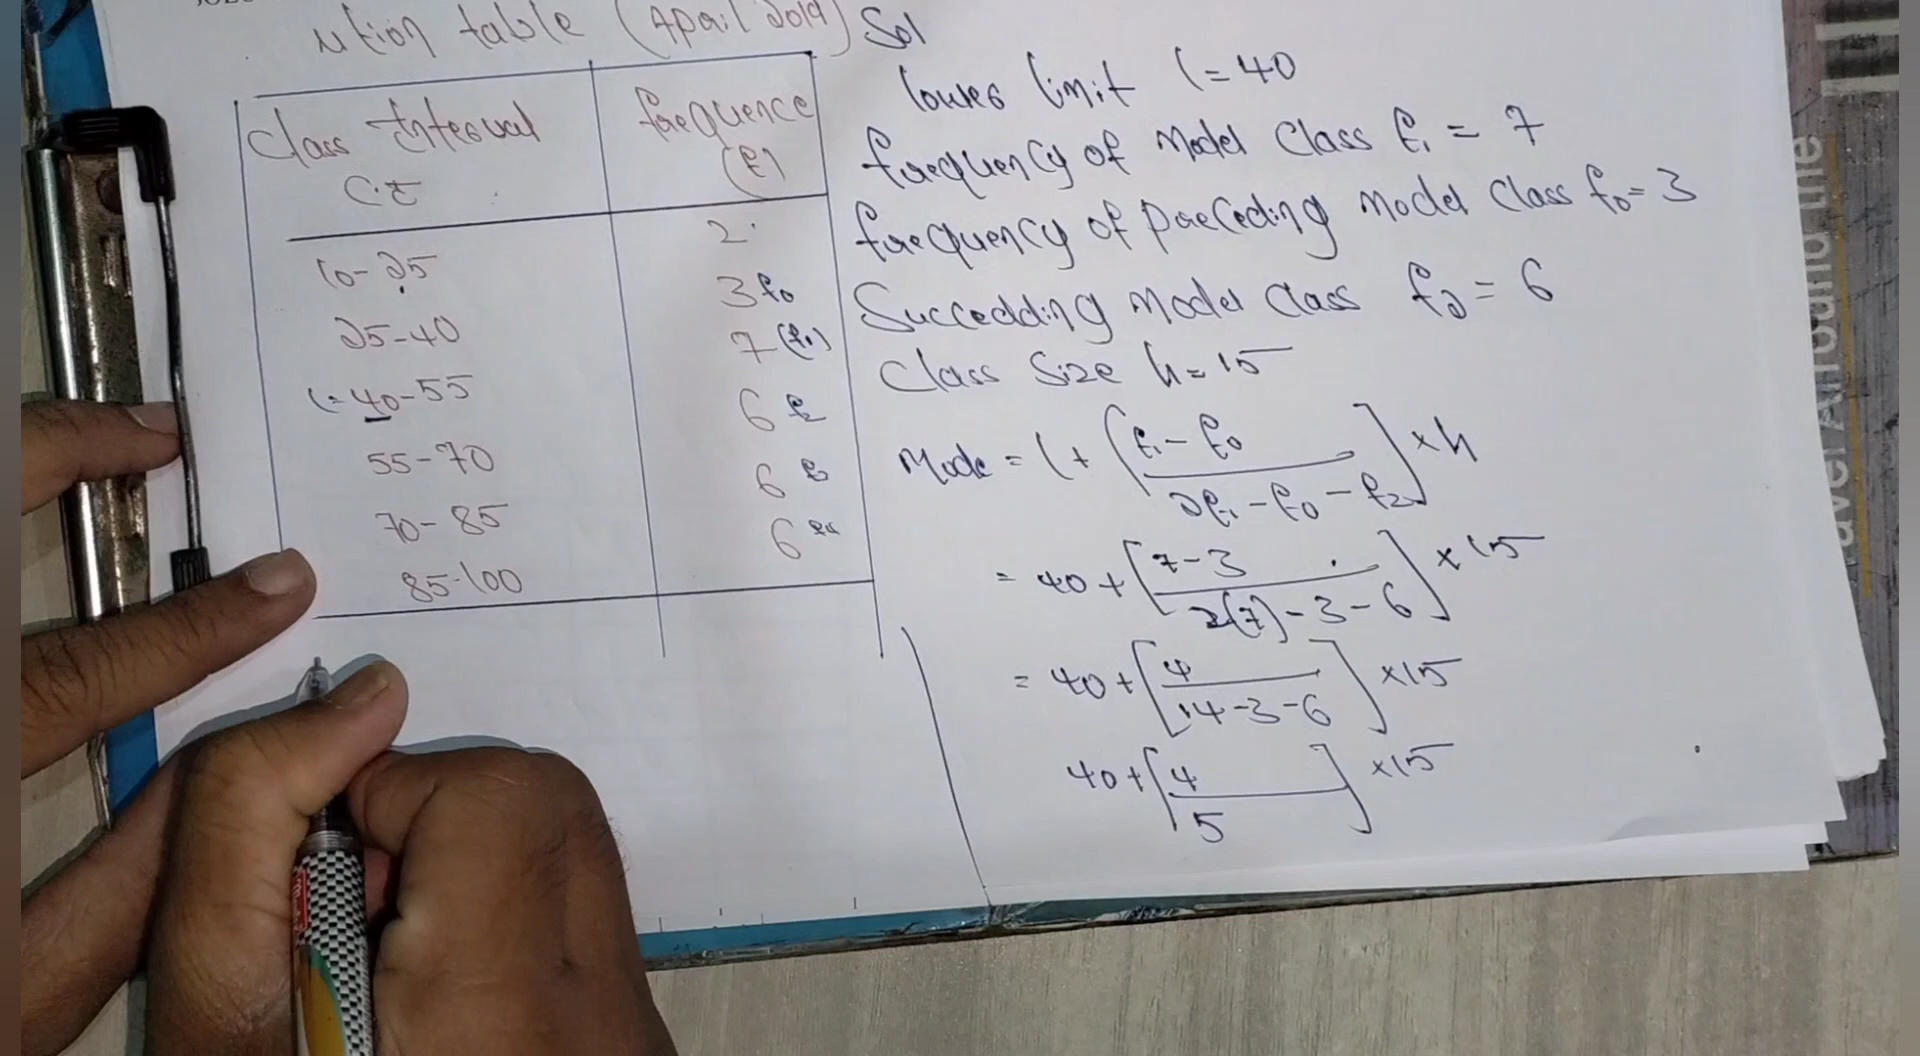 ution table (April 2019)
Class Interval
C.I
frequence
(f)
10-25
2
25-40
3 f0
l=40-55
7 (f1)
55-70
6 f2
70-85
6
85-100
6
Sol
lower limit l=40
frequency of Model Class f1 = 7
frequency of preceding Model Class f0=3
Succedding Model Class f2 = 6
Class Size h=15
Mode = l + [f1-f0 / 2f1-f0-f2] ×h
= 40+[7-3 / 2(7)-3-6] ×15
= 40+[4 / 14-3-6] ×15
40+[4 / 5] ×15